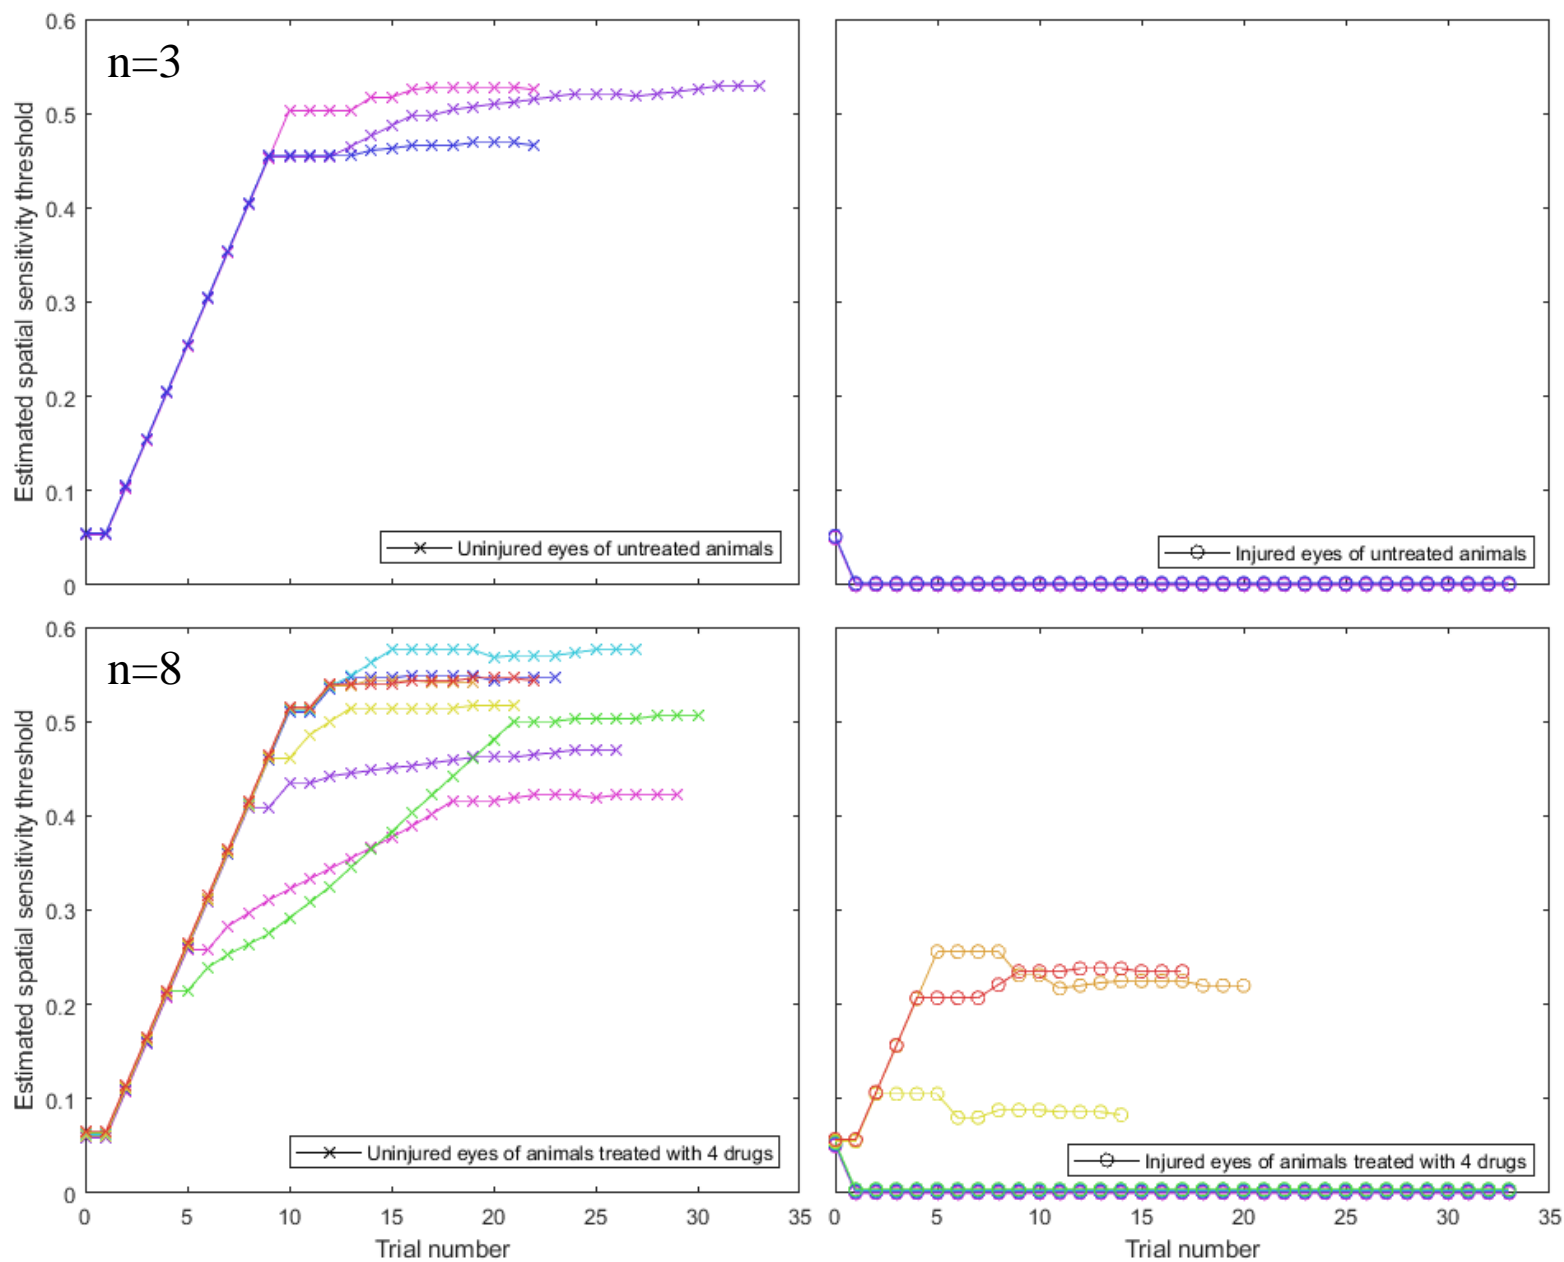 0.6
0.5
0.4
0.3
0.2
0.1
0
Estimated spatial sensitivity threshold
n=3
Uninjured eyes of untreated animals
Injured eyes of untreated animals
0.6
0.5
0.4
0.3
0.2
0.1
0
Estimated spatial sensitivity threshold
n=8
Uninjured eyes of animals treated with 4 drugs
0 5 10 15 20 25 30 35
Trial number
Injured eyes of animals treated with 4 drugs
0 5 10 15 20 25 30 35
Trial number